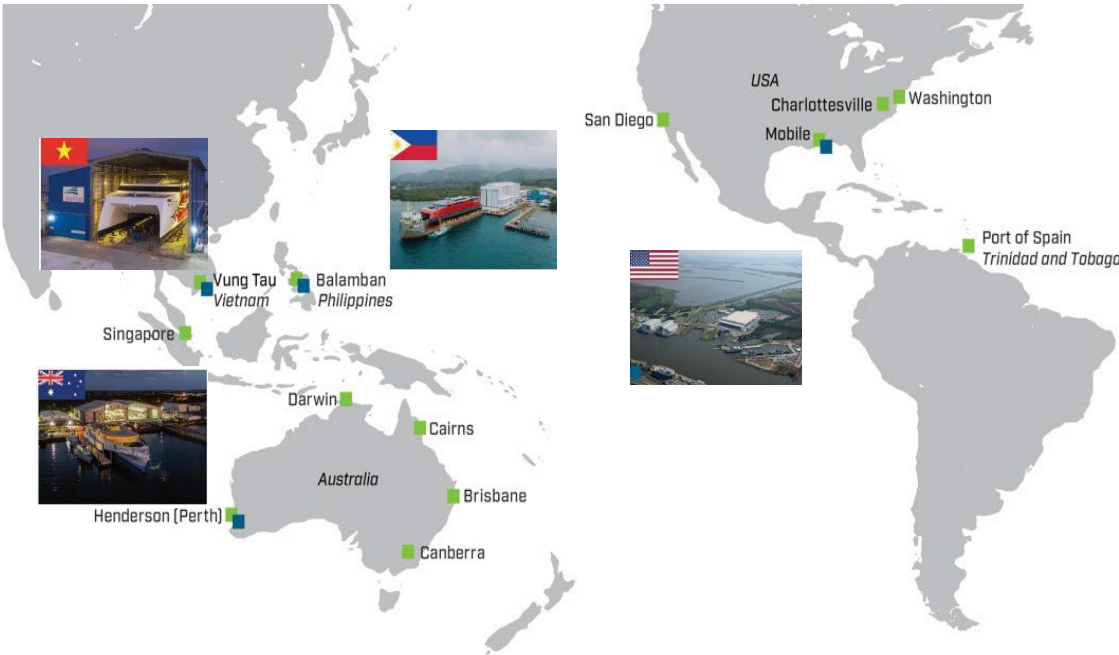 USA
Charlottesville
Washington
San Diego
Mobile
Port of Spain
Trinidad and Tobago
Vung Tau
Vietnam
Balamban
Philippines
Singapore
Darwin
Cairns
Australia
Brisbane
Henderson (Perth)
Canberra